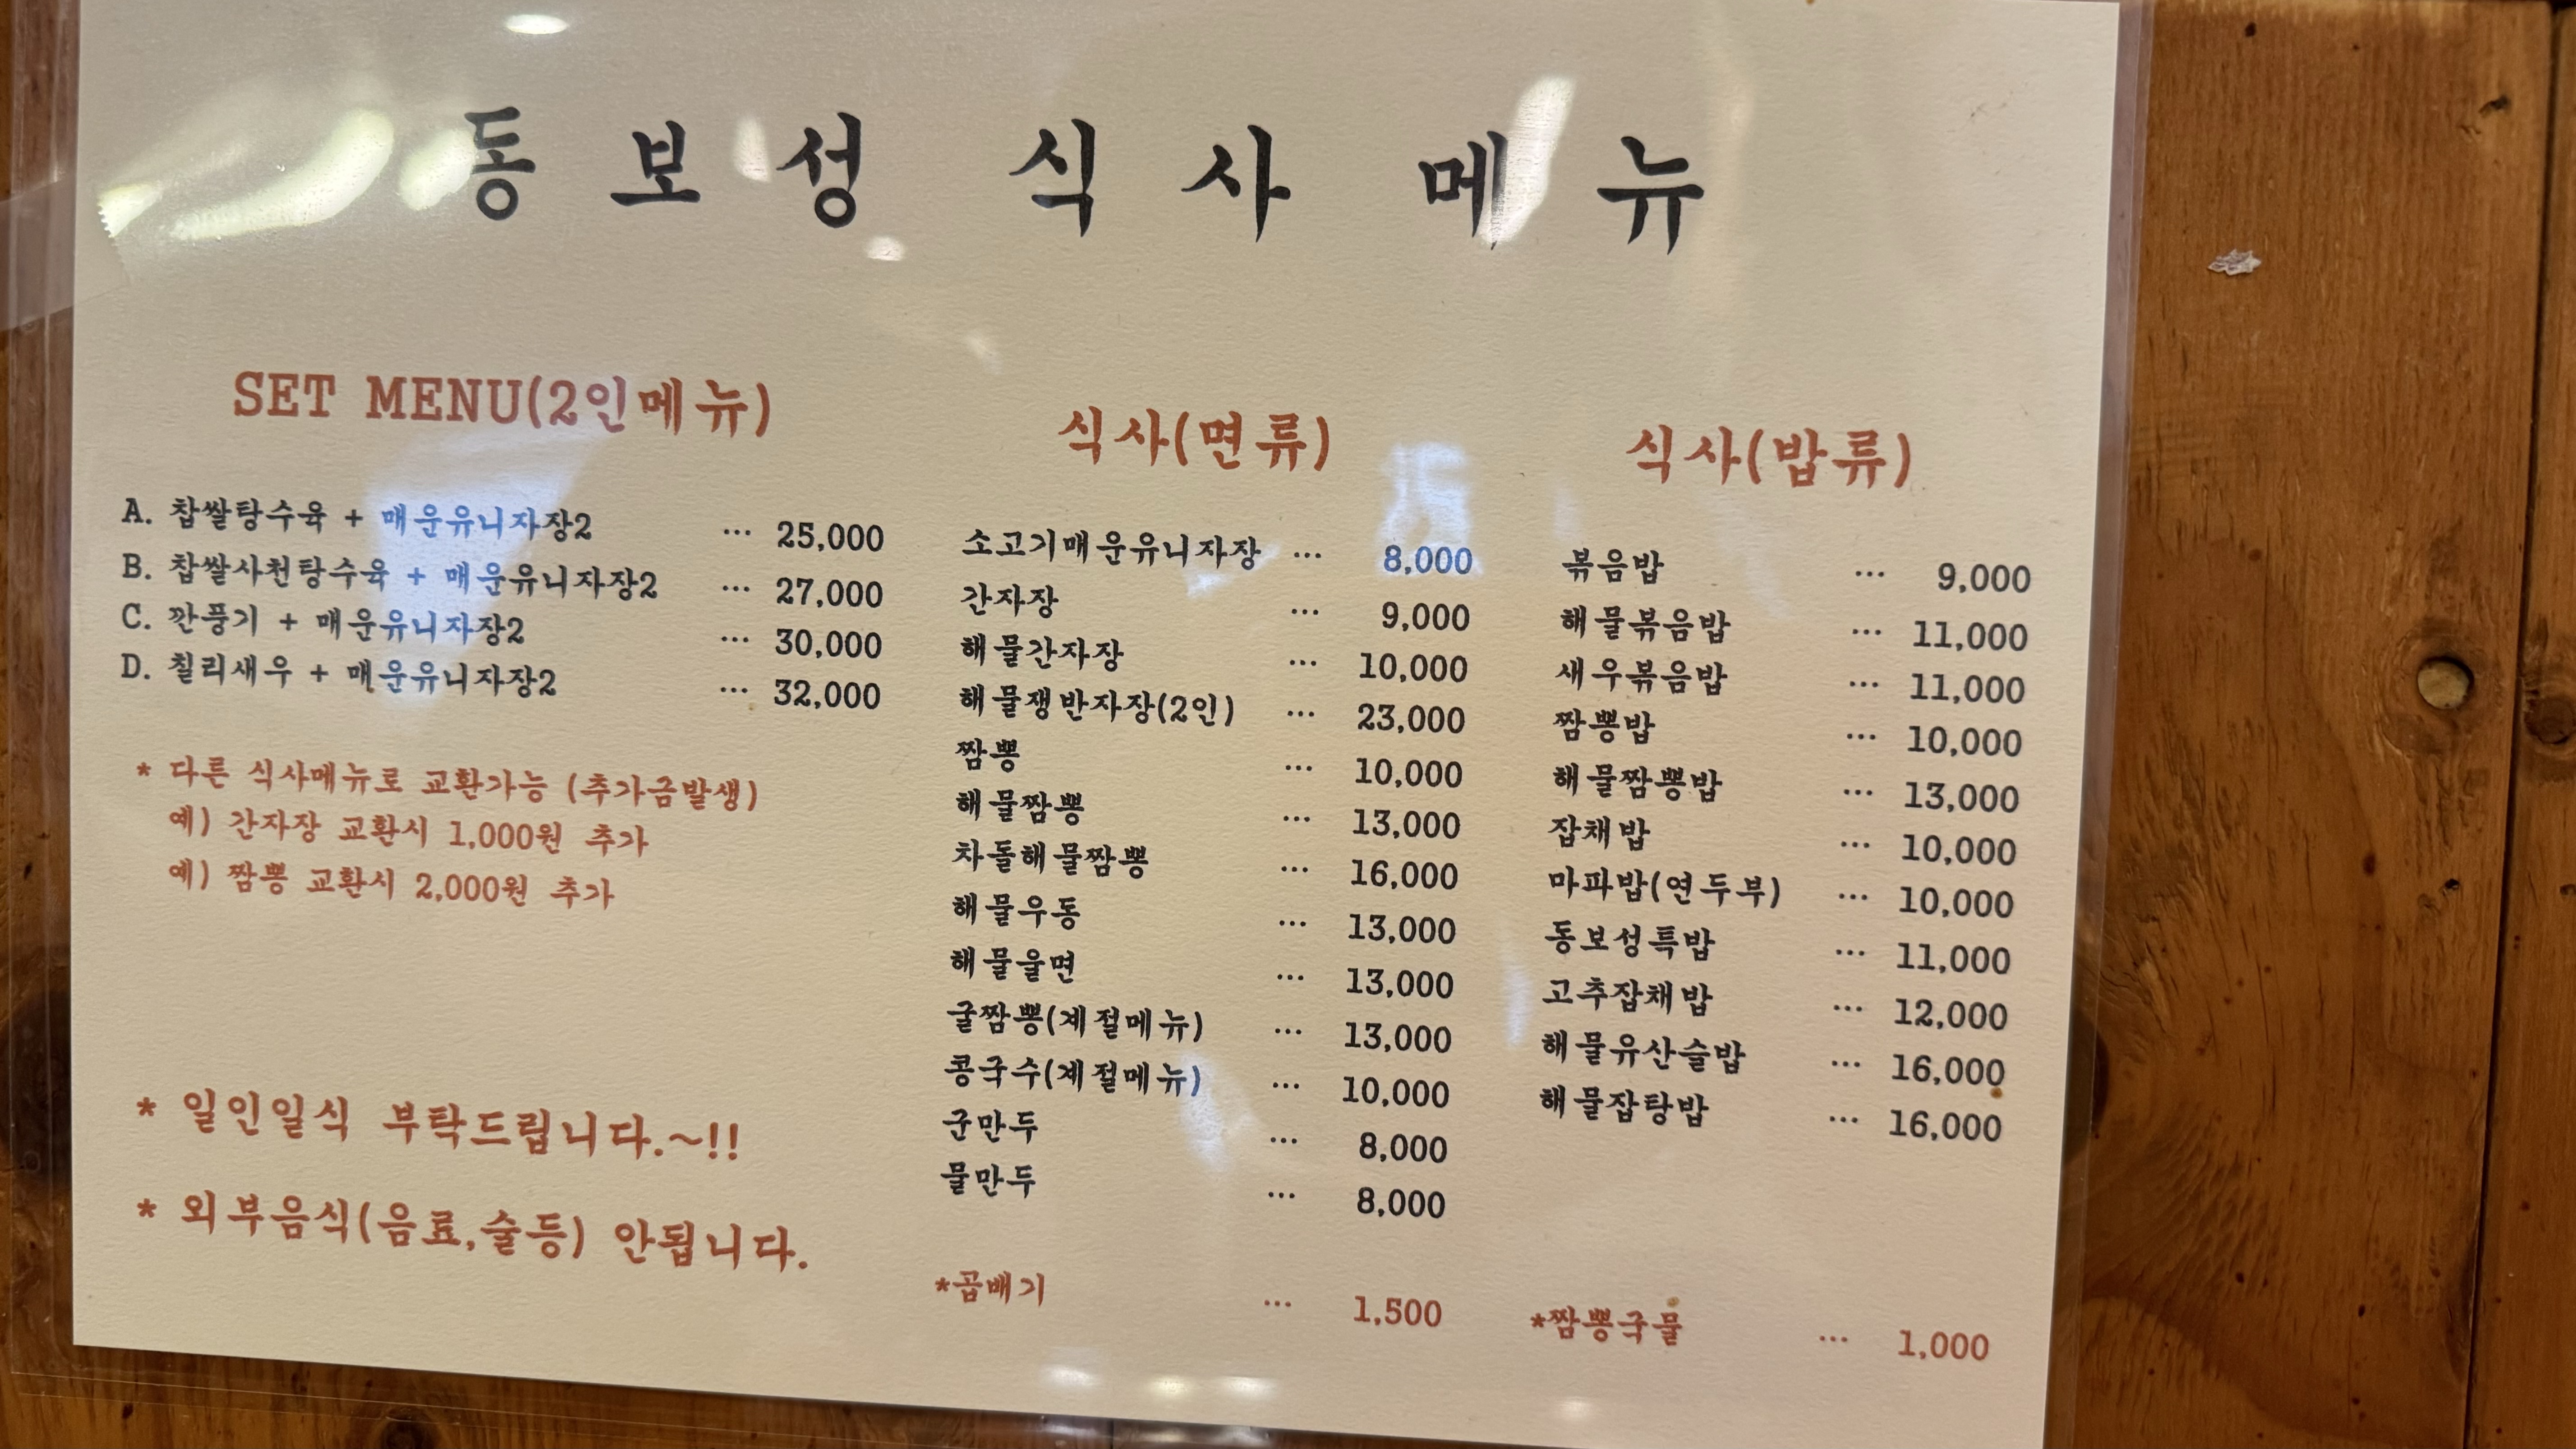 동보성 식사 메뉴
SET MENU(2인메뉴)
A. 찹쌀탕수육 + 매운유니자장2 ... 25,000
B. 찹쌀사천탕수육 + 매운유니자장2 ... 27,000
C. 깐풍기 + 매운유니자장2 ... 30,000
D. 칠리새우 + 매운유니자장2 ... 32,000
* 다른 식사메뉴로 교환가능 (추가금발생)
예) 간자장 교환시 1,000원 추가
예) 짬뽕 교환시 2,000원 추가
* 일인일식 부탁드립니다.~!!
* 외부음식(음료,술등) 안됩니다.
식사(면류)
소고기매운유니자장 ... 8,000
간자장 ... 9,000
해물간자장 ... 10,000
해물쟁반자장(2인) ... 23,000
짬뽕 ... 10,000
해물짬뽕 ... 13,000
차돌해물짬뽕 ... 16,000
해물우동 ... 13,000
해물울면 ... 13,000
굴짬뽕(계절메뉴) ... 13,000
콩국수(계절메뉴) ... 10,000
군만두 ... 8,000
물만두 ... 8,000
*곱배기 ... 1,500
식사(밥류)
볶음밥 ... 9,000
해물볶음밥 ... 11,000
새우볶음밥 ... 11,000
짬뽕밥 ... 10,000
해물짬뽕밥 ... 13,000
잡채밥 ... 10,000
마파밥(연두부) ... 10,000
동보성특밥 ... 11,000
고추잡채밥 ... 12,000
해물유산슬밥 ... 16,000
해물잡탕밥 ... 16,000
*짬뽕국물 ... 1,000